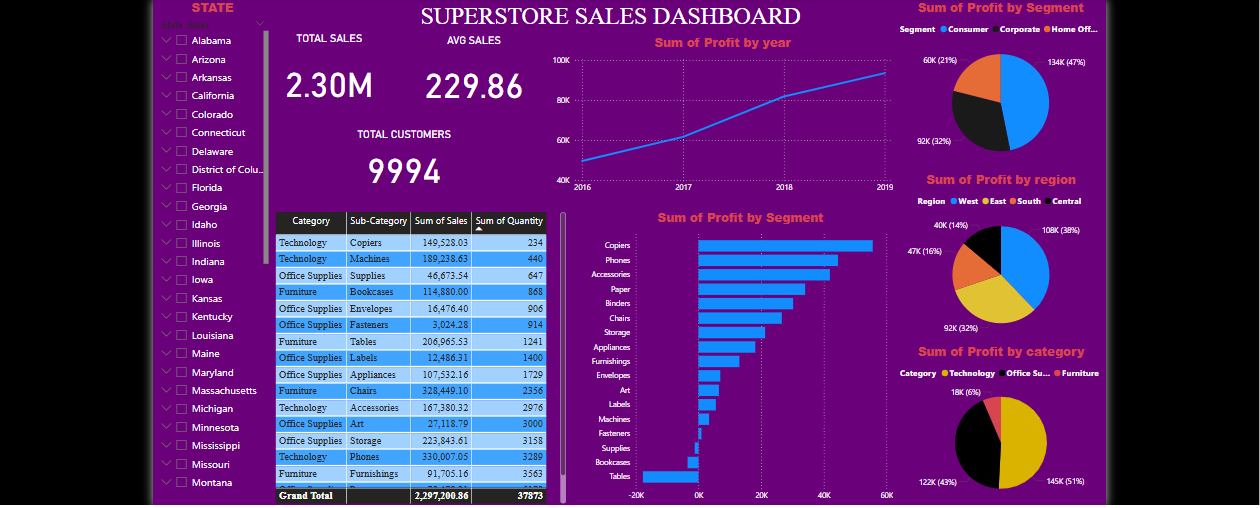 SUPERSTORE SALES DASHBOARD
STATE
Alabama
Arizona
Arkansas
California
Colorado
Connecticut
Delaware
District of Colu...
Florida
Georgia
Idaho
Illinois
Indiana
Iowa
Kansas
Kentucky
Louisiana
Maine
Maryland
Massachusetts
Michigan
Minnesota
Mississippi
Missouri
Montana
TOTAL SALES
2.30M
AVG SALES
229.86
TOTAL CUSTOMERS
9994
Category Sub-Category Sum of Sales Sum of Quantity
Technology Copiers 149,528.03 234
Technology Machines 189,238.63 440
Office Supplies Supplies 46,673.54 647
Furniture Bookcases 114,880.00 868
Office Supplies Envelopes 16,476.40 906
Office Supplies Fasteners 3,024.28 914
Furniture Tables 206,965.53 1241
Office Supplies Labels 12,486.31 1400
Office Supplies Appliances 107,532.16 1729
Furniture Chairs 328,449.10 2356
Technology Accessories 167,380.32 2976
Office Supplies Art 27,118.79 3000
Office Supplies Storage 223,843.61 3158
Technology Phones 330,007.05 3289
Furniture Furnishings 91,705.16 3563
Grand Total 2,297,200.86 37873
Sum of Profit by year
100K
80K
60K
40K
2016 2017 2018 2019
Sum of Profit by Segment
Copiers
Phones
Accessories
Paper
Binders
Chairs
Storage
Appliances
Furnishings
Envelopes
Art
Labels
Machines
Fasteners
Supplies
Bookcases
Tables
-20K 0K 20K 40K 60K
Sum of Profit by Segment
Segment Consumer Corporate Home Off...
60K (21%)
134K (47%)
92K (32%)
Sum of Profit by region
Region West East South Central
40K (14%)
108K (38%)
47K (16%)
92K (32%)
Sum of Profit by category
Category Technology Office Su... Furniture
18K (6%)
122K (43%)
145K (51%)